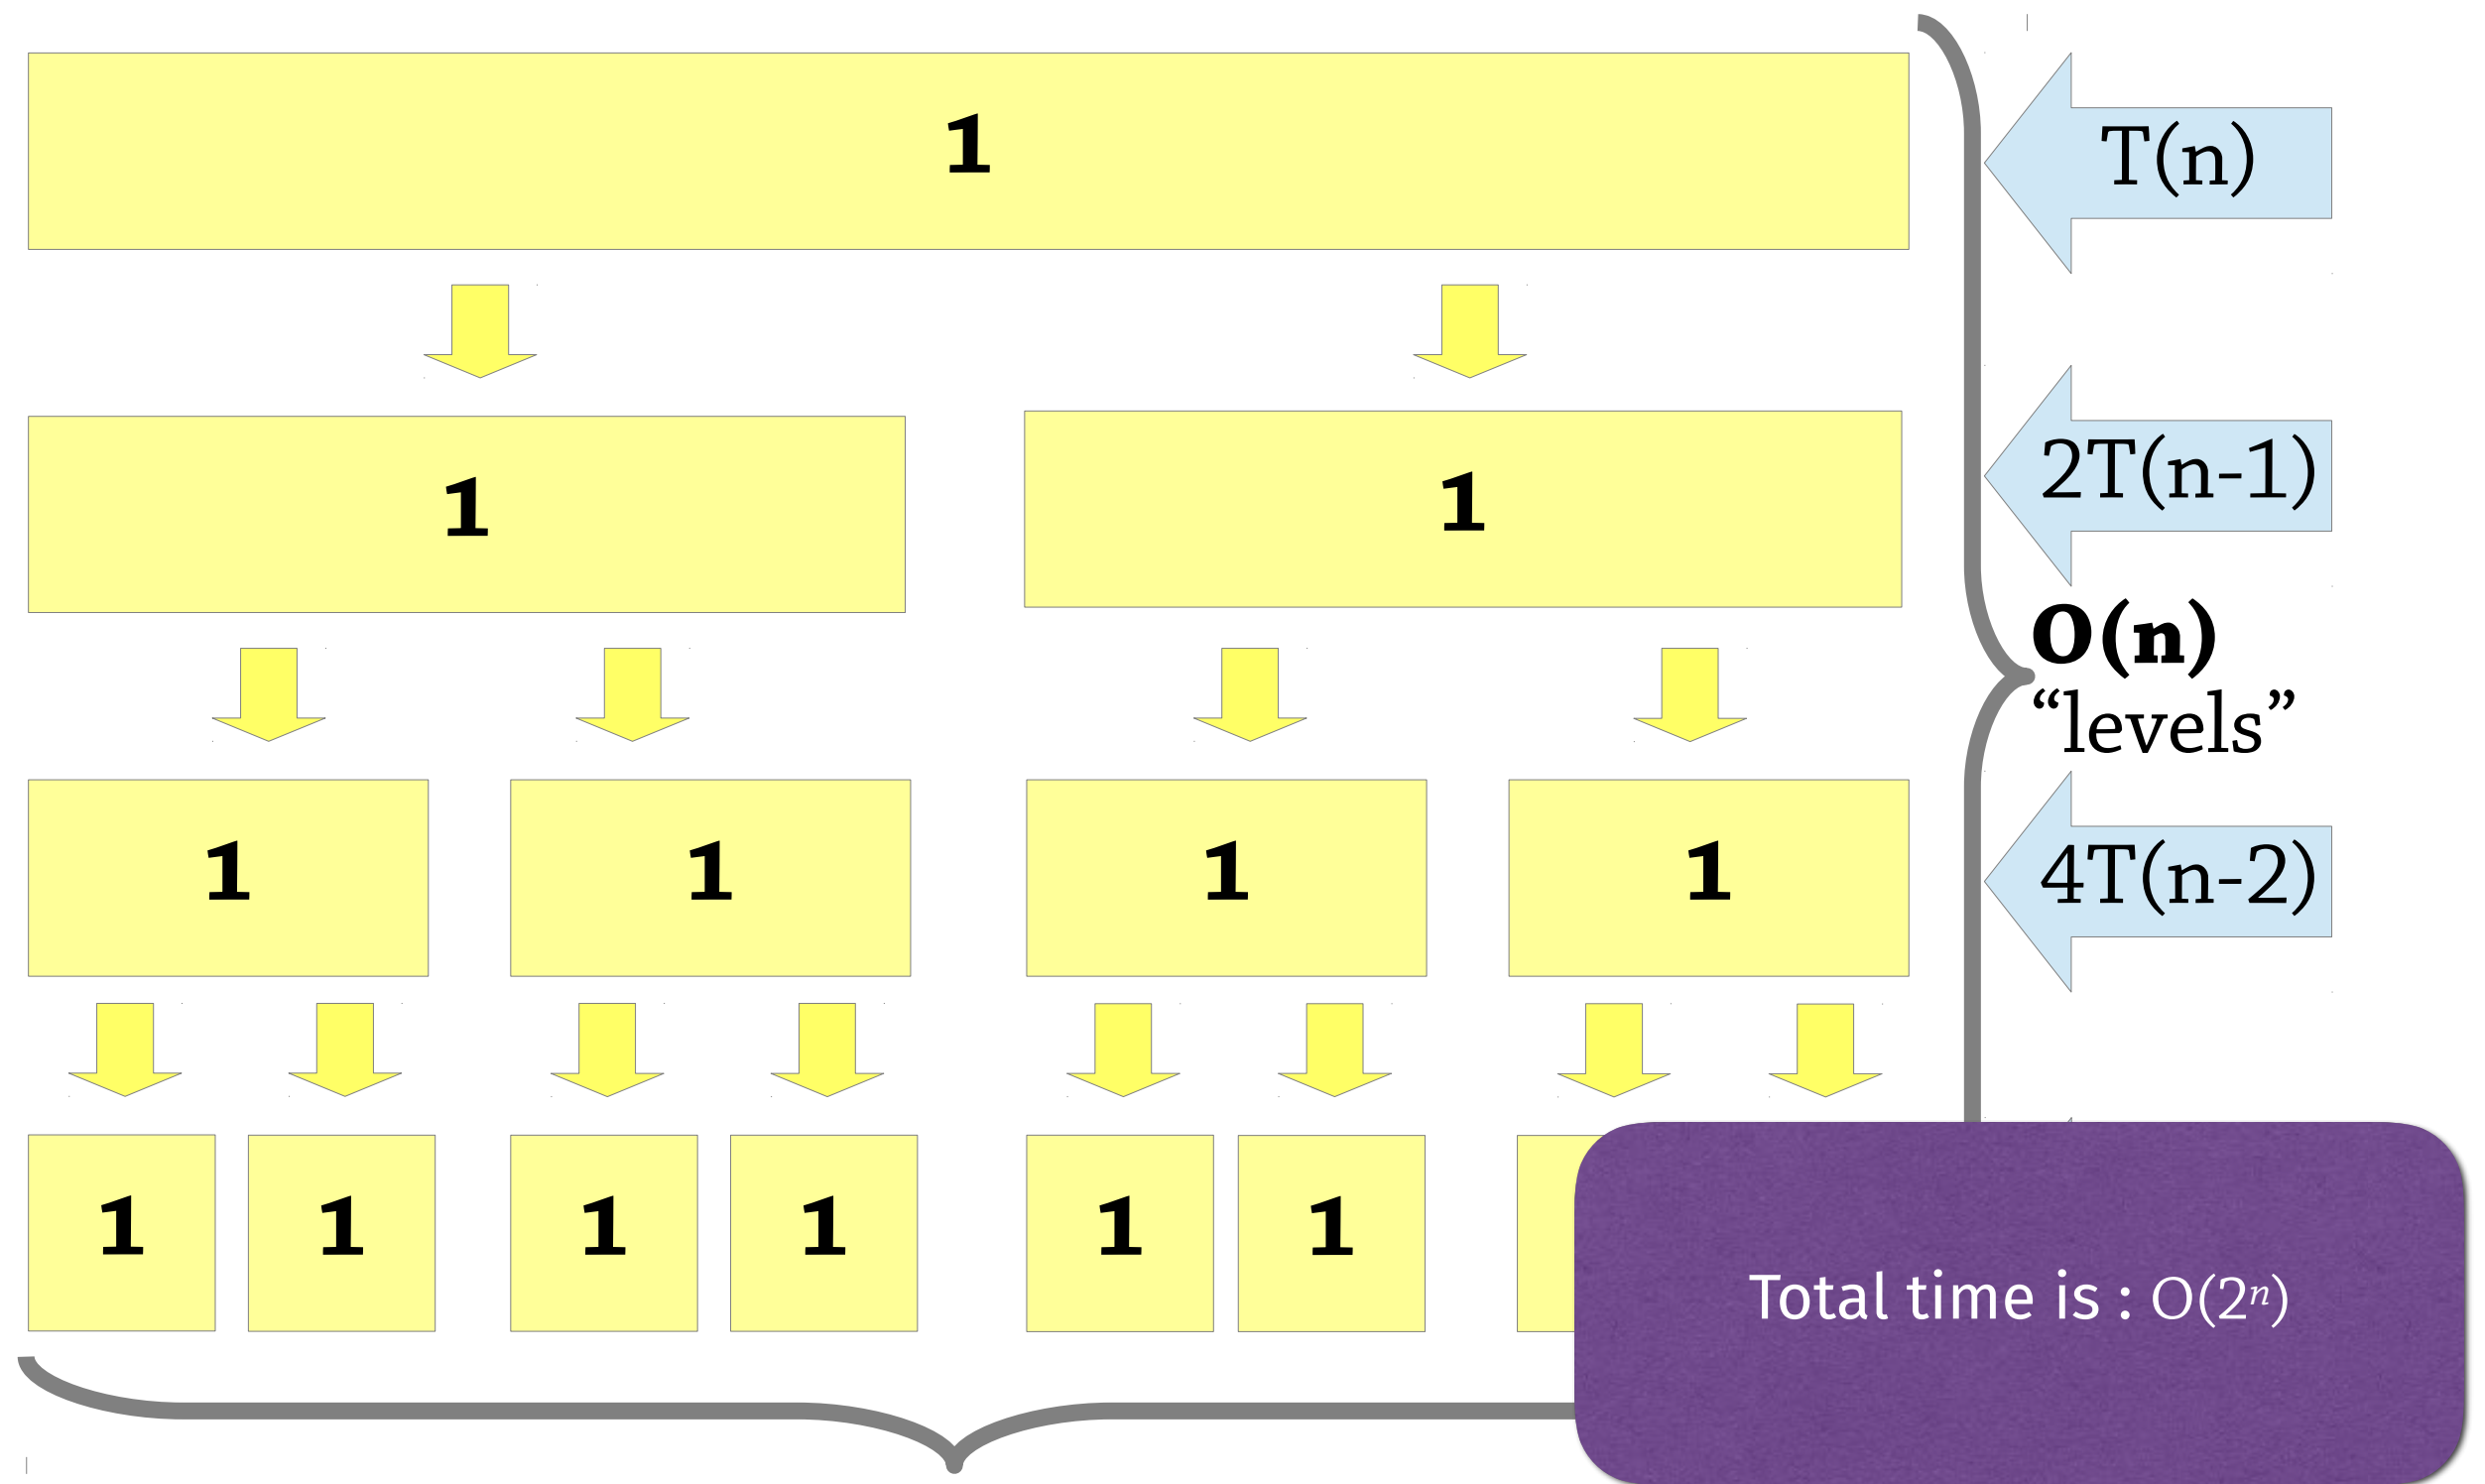 1
T(n)
1
1
2T(n-1)
O(n)
“levels”
1
1
1
1
4T(n-2)
1
1
1
1
1
1
Total time is : O(2ⁿ)